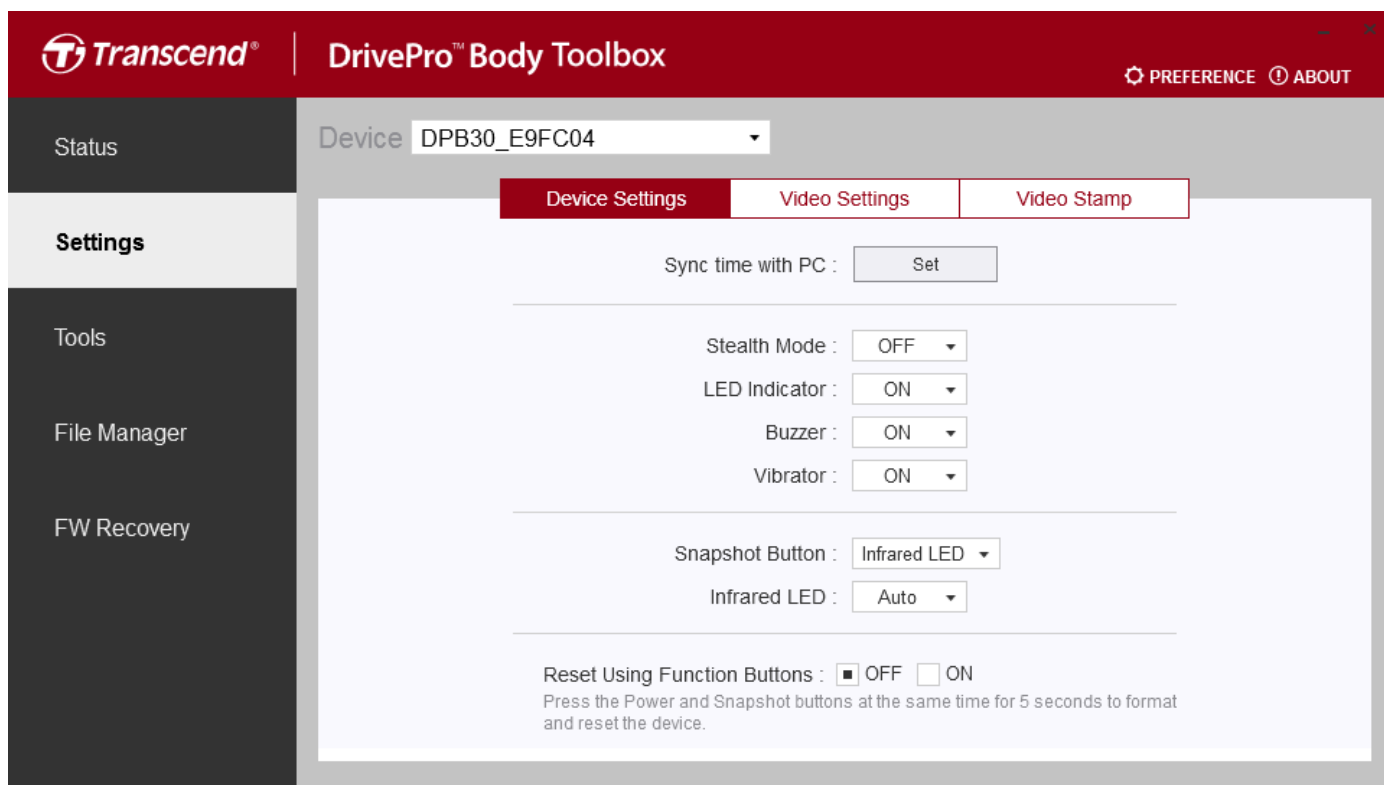 Transcend®
DrivePro™ Body Toolbox
PREFERENCE ABOUT
Status
Settings
Tools
File Manager
FW Recovery
Device DPB30_E9FC04
Device Settings Video Settings Video Stamp
Sync time with PC : Set
Stealth Mode : OFF
LED Indicator : ON
Buzzer : ON
Vibrator : ON
Snapshot Button : Infrared LED
Infrared LED : Auto
Reset Using Function Buttons : OFF ON
Press the Power and Snapshot buttons at the same time for 5 seconds to format
and reset the device.